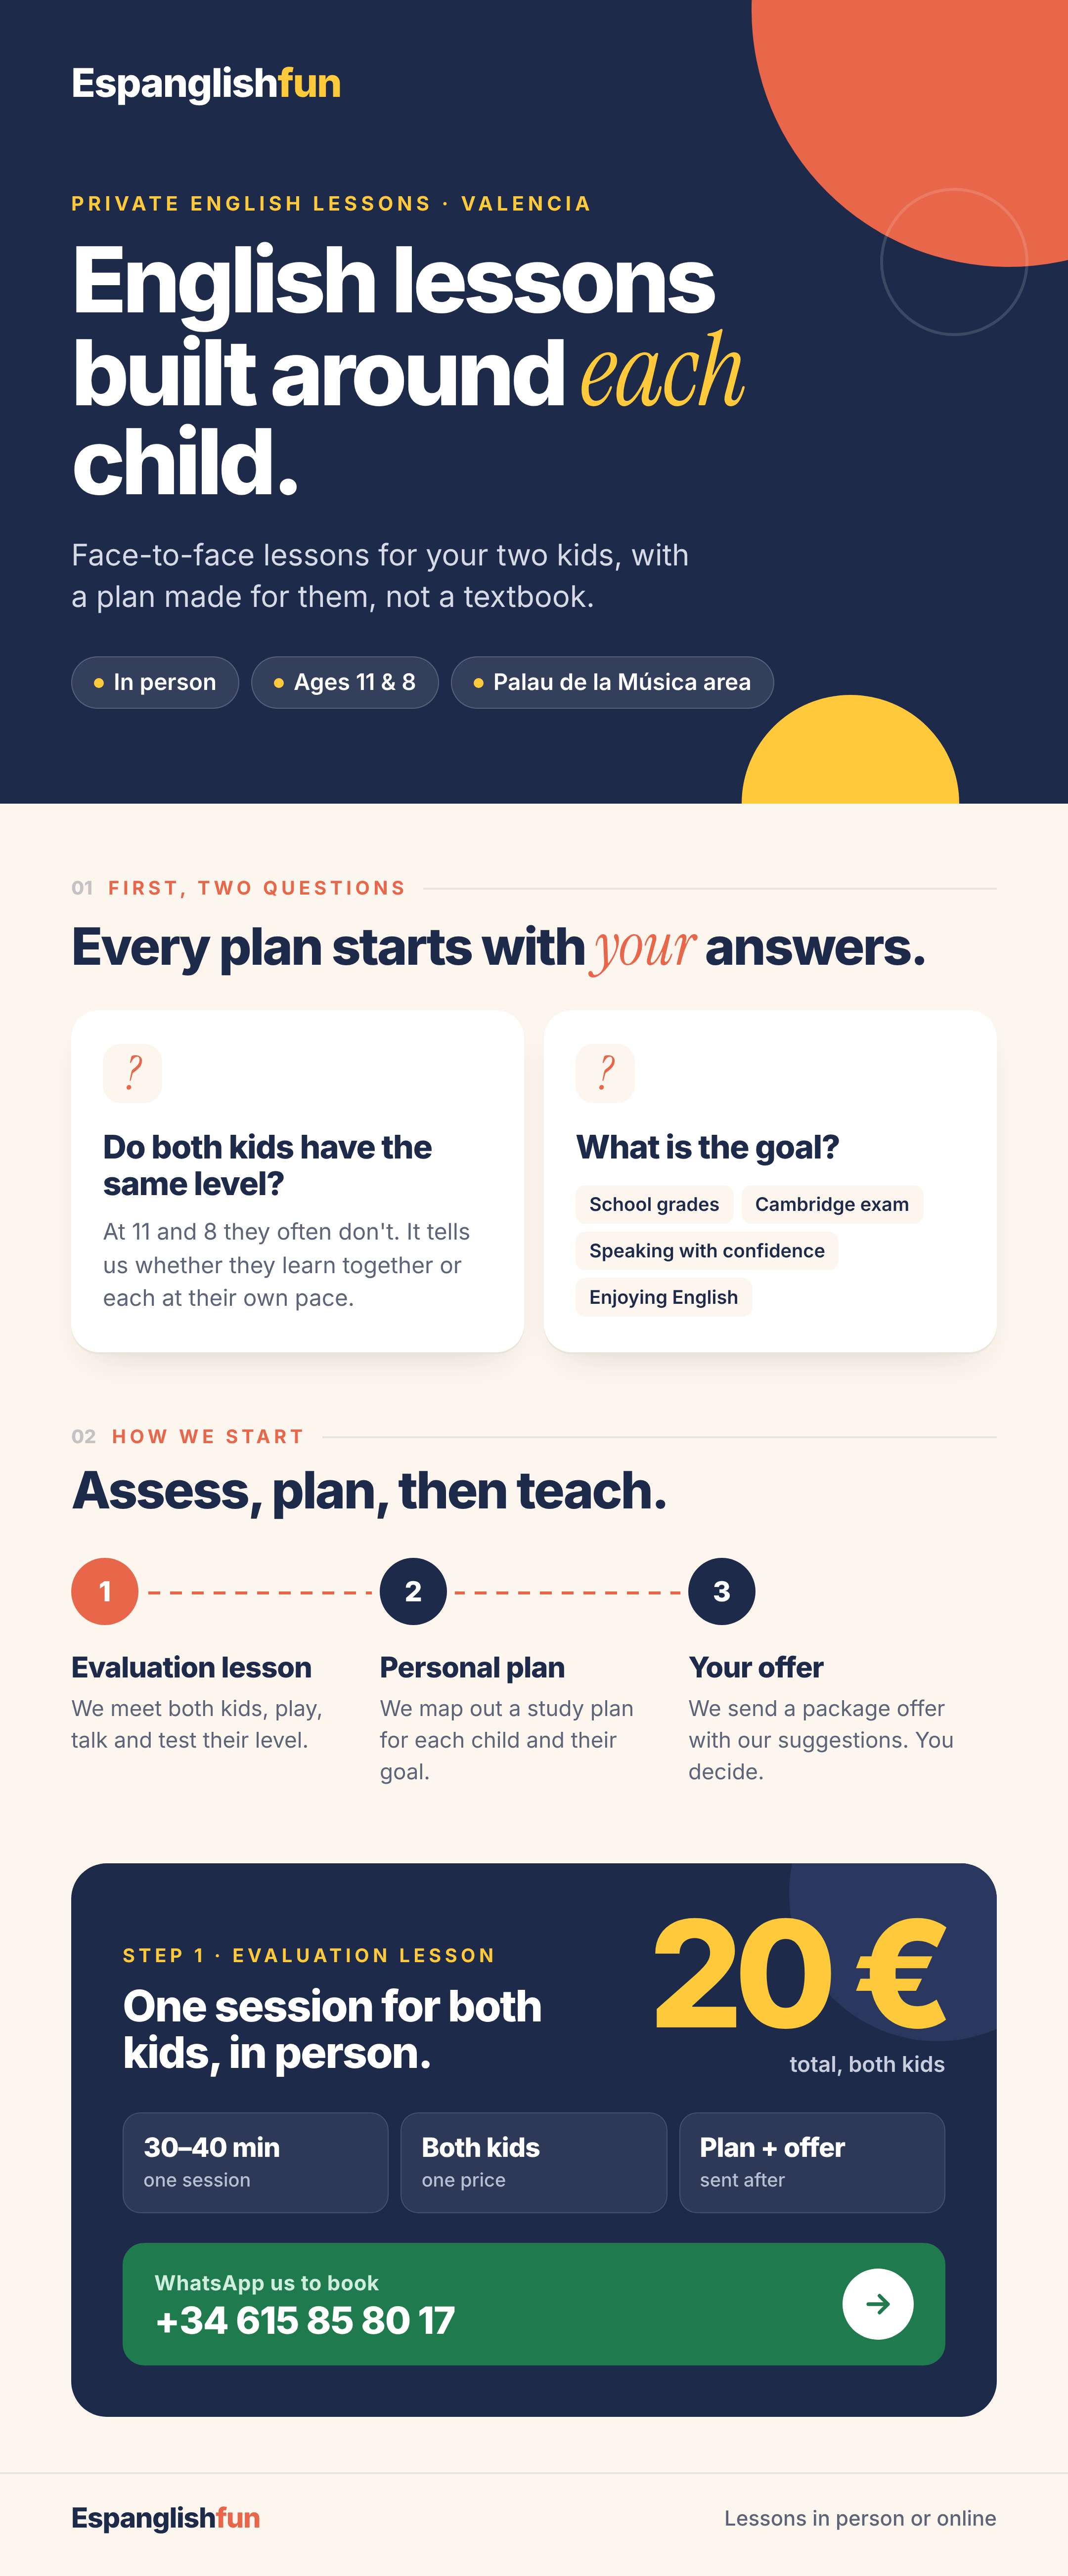 Espanglishfun
PRIVATE ENGLISH LESSONS · VALENCIA
English lessons
built around each
child.
Face-to-face lessons for your two kids, with
a plan made for them, not a textbook.
In person
Ages 11 & 8
Palau de la Música area
01 FIRST, TWO QUESTIONS
Every plan starts with your answers.
?
Do both kids have the
same level?
At 11 and 8 they often don't. It tells
us whether they learn together or
each at their own pace.
?
What is the goal?
School grades
Cambridge exam
Speaking with confidence
Enjoying English
02 HOW WE START
Assess, plan, then teach.
1
Evaluation lesson
We meet both kids, play,
talk and test their level.
2
Personal plan
We map out a study plan
for each child and their
goal.
3
Your offer
We send a package offer
with our suggestions. You
decide.
STEP 1 · EVALUATION LESSON
One session for both
kids, in person.
20 €
total, both kids
30–40 min
one session
Both kids
one price
Plan + offer
sent after
WhatsApp us to book
+34 615 85 80 17
Espanglishfun
Lessons in person or online